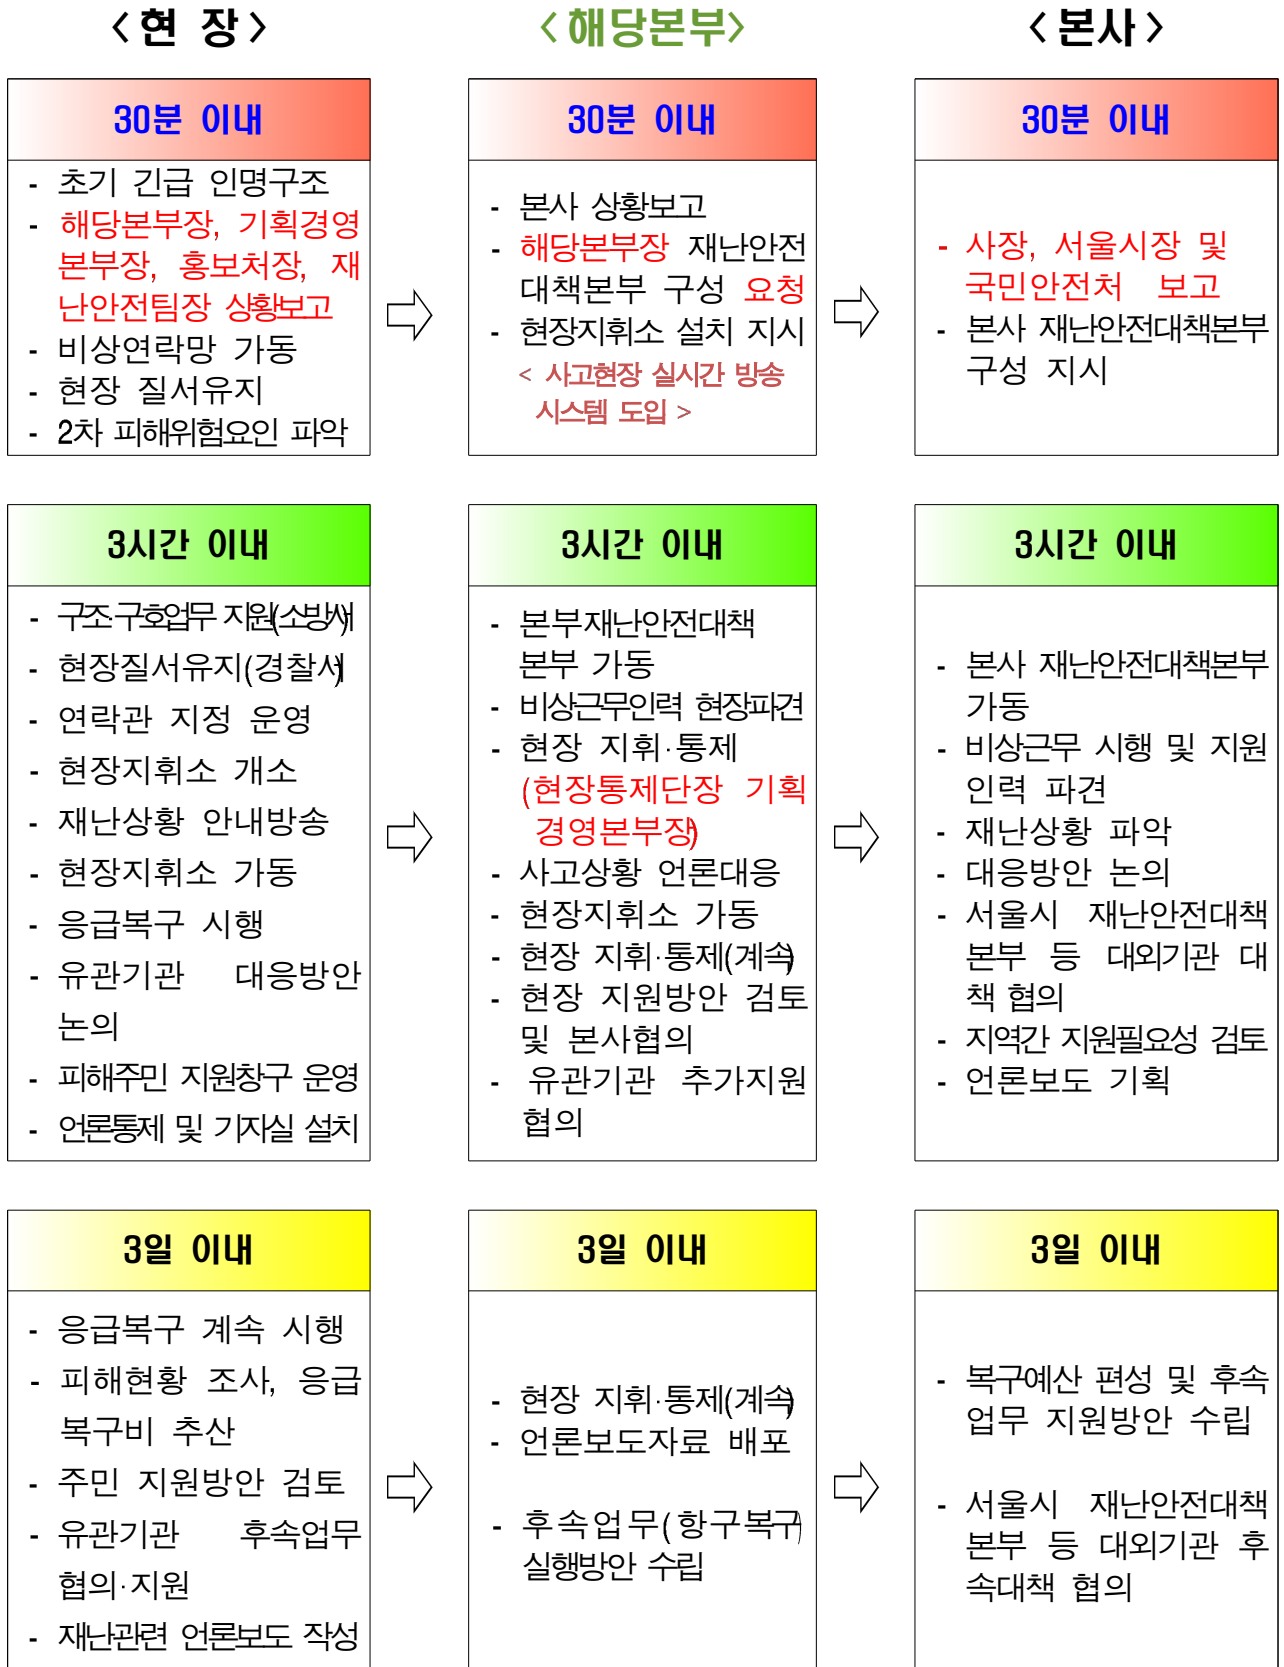 <현 장>
<해당본부>
<본사>
30분 이내
- 초기 긴급 인명구조
- 해당본부장, 기획경영
본부장, 홍보처장, 재
난안전팀장 상황보고
- 비상연락망 가동
- 현장 질서유지
- 2차 피해위험요인 파악
30분 이내
- 본사 상황보고
- 해당본부장 재난안전
대책본부 구성 요청
- 현장지휘소 설치 지시
< 사고현장 실시간 방송
시스템 도입 >
30분 이내
- 사장, 서울시장 및
국민안전처 보고
- 본사 재난안전대책본부
구성 지시
3시간 이내
- 구조·구호업무 지원(소방서)
- 현장질서유지(경찰서)
- 연락관 지정 운영
- 현장지휘소 개소
- 재난상황 안내방송
- 현장지휘소 가동
- 응급복구 시행
- 유관기관 대응방안
논의
- 피해주민 지원창구 운영
- 언론통제 및 기자실 설치
3시간 이내
- 본부재난안전대책
본부 가동
- 비상근무인력 현장파견
- 현장 지휘·통제
(현장통제단장 기획
경영본부장)
- 사고상황 언론대응
- 현장지휘소 가동
- 현장 지휘·통제(계속)
- 현장 지원방안 검토
및 본사협의
- 유관기관 추가지원
협의
3시간 이내
- 본사 재난안전대책본부
가동
- 비상근무 시행 및 지원
인력 파견
- 재난상황 파악
- 대응방안 논의
- 서울시 재난안전대책
본부 등 대외기관 대
책 협의
- 지역간 지원필요성 검토
- 언론보도 기획
3일 이내
- 응급복구 계속 시행
- 피해현황 조사, 응급
복구비 추산
- 주민 지원방안 검토
- 유관기관 후속업무
협의·지원
- 재난관련 언론보도 작성
3일 이내
- 현장 지휘·통제(계속)
- 언론보도자료 배포
- 후속업무(항구복구)
실행방안 수립
3일 이내
- 복구예산 편성 및 후속
업무 지원방안 수립
- 서울시 재난안전대책
본부 등 대외기관 후
속대책 협의